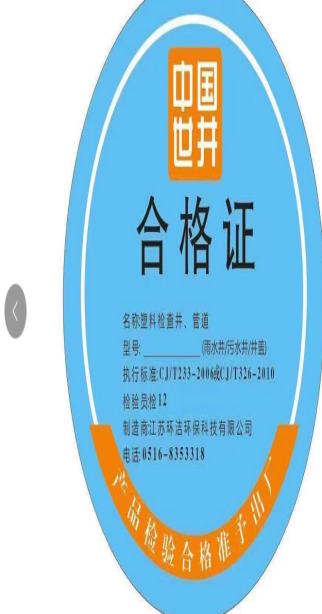 中国
世井
合格证
名称塑料检查井、管道
型号: ____________ (雨水井/污水井/井盖)
执行标准:CJ/T233-2006或CJ/T326-2010
检验员:检12
制造商江苏环洁环保科技有限公司
电话:0516-8353318
产品检验合格准予出厂